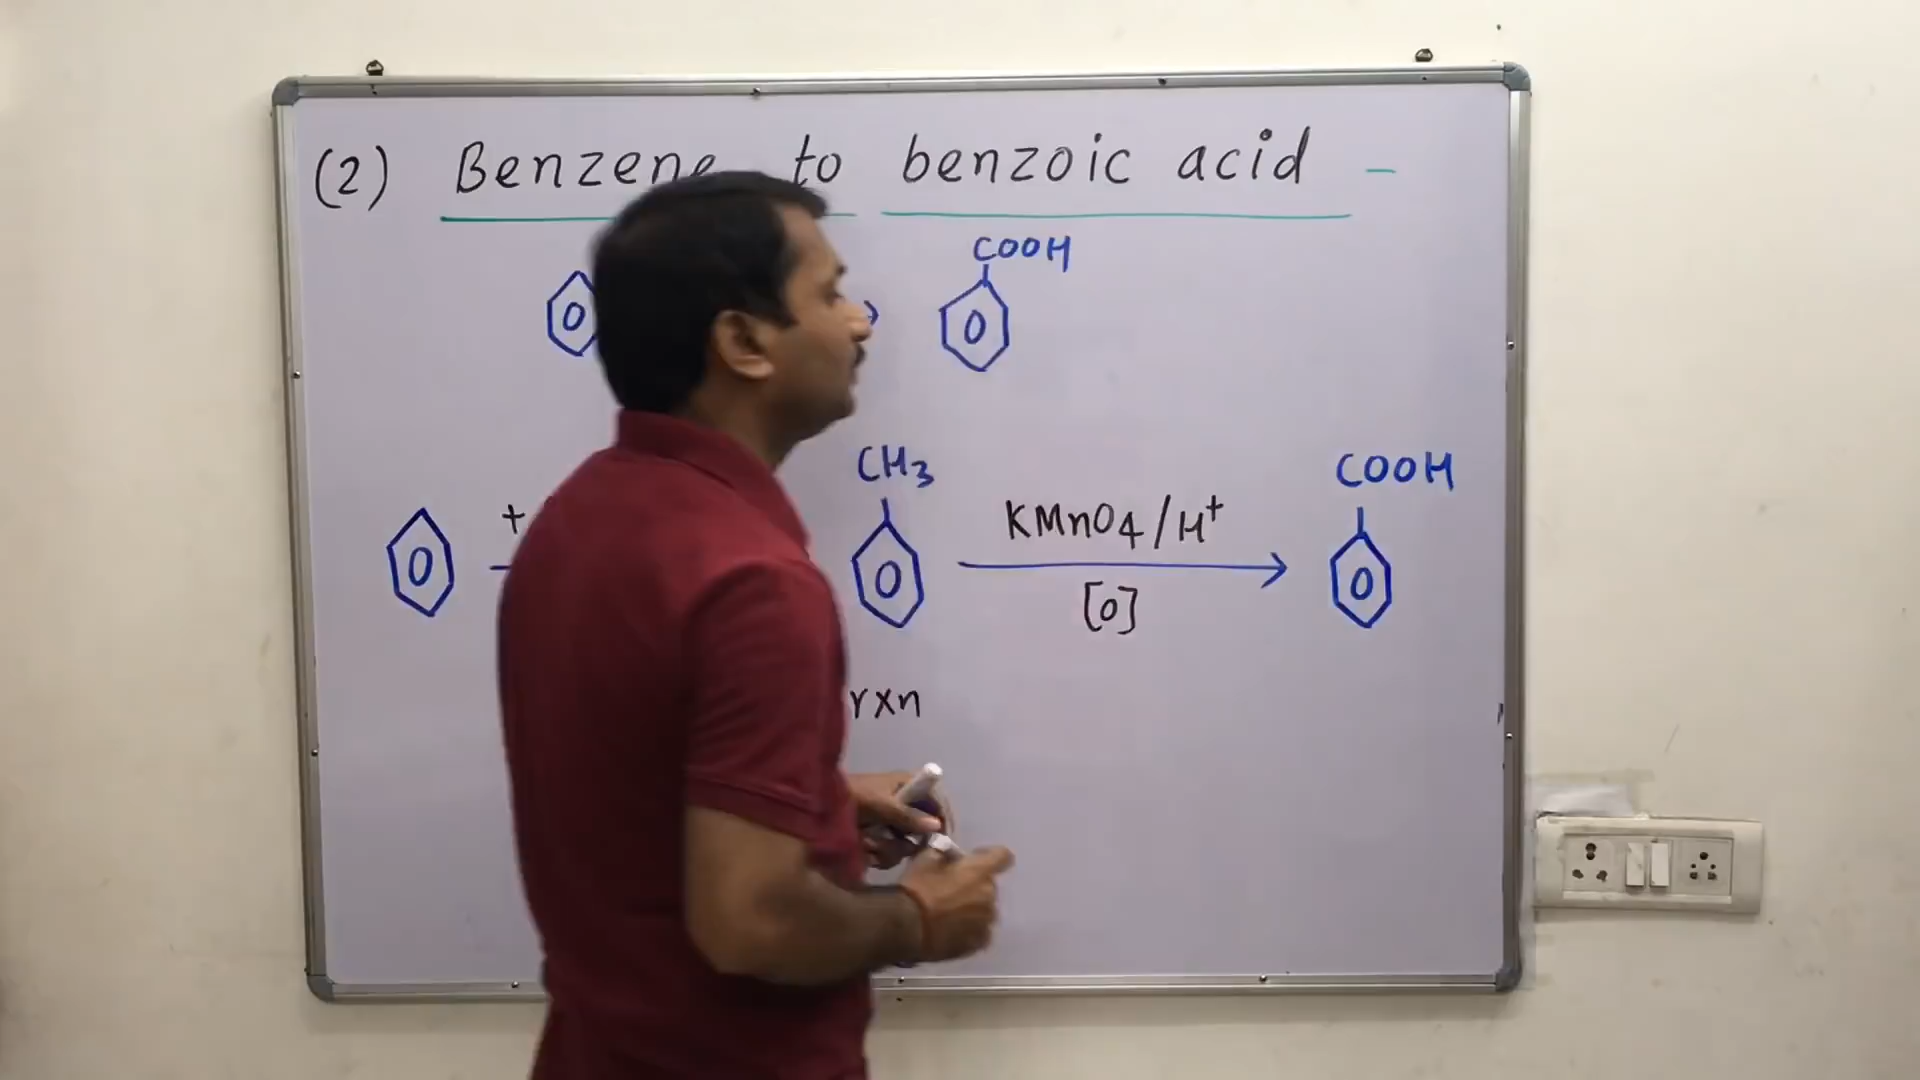 (2) Benzene to benzoic acid -
COOH
CH3
COOH
+
KMnO4/H+
[O]
rxn